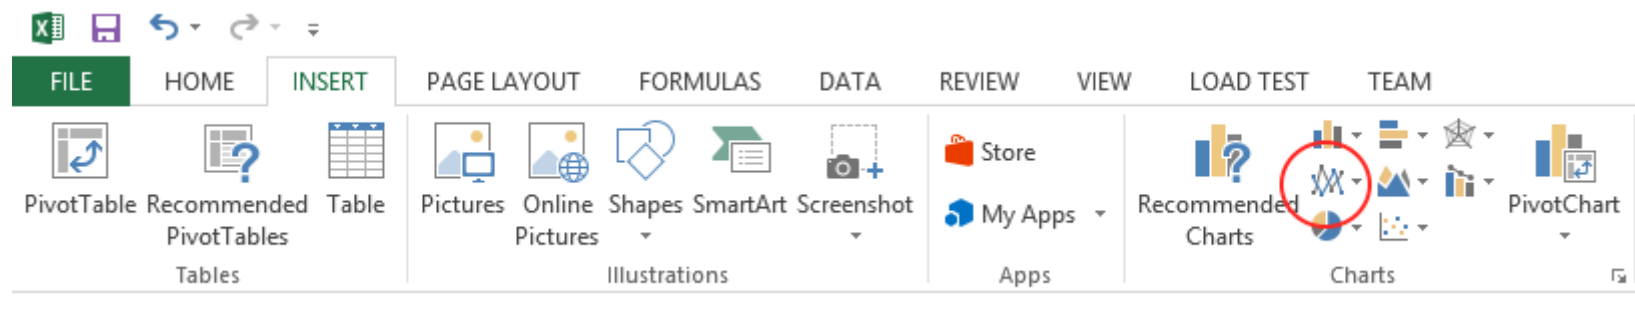 FILE HOME INSERT PAGE LAYOUT FORMULAS DATA REVIEW VIEW LOAD TEST TEAM
Store
PivotTable Recommended Table Pictures Online Shapes SmartArt Screenshot My Apps Recommended PivotChart
PivotTables Pictures Charts
Tables Illustrations Apps Charts